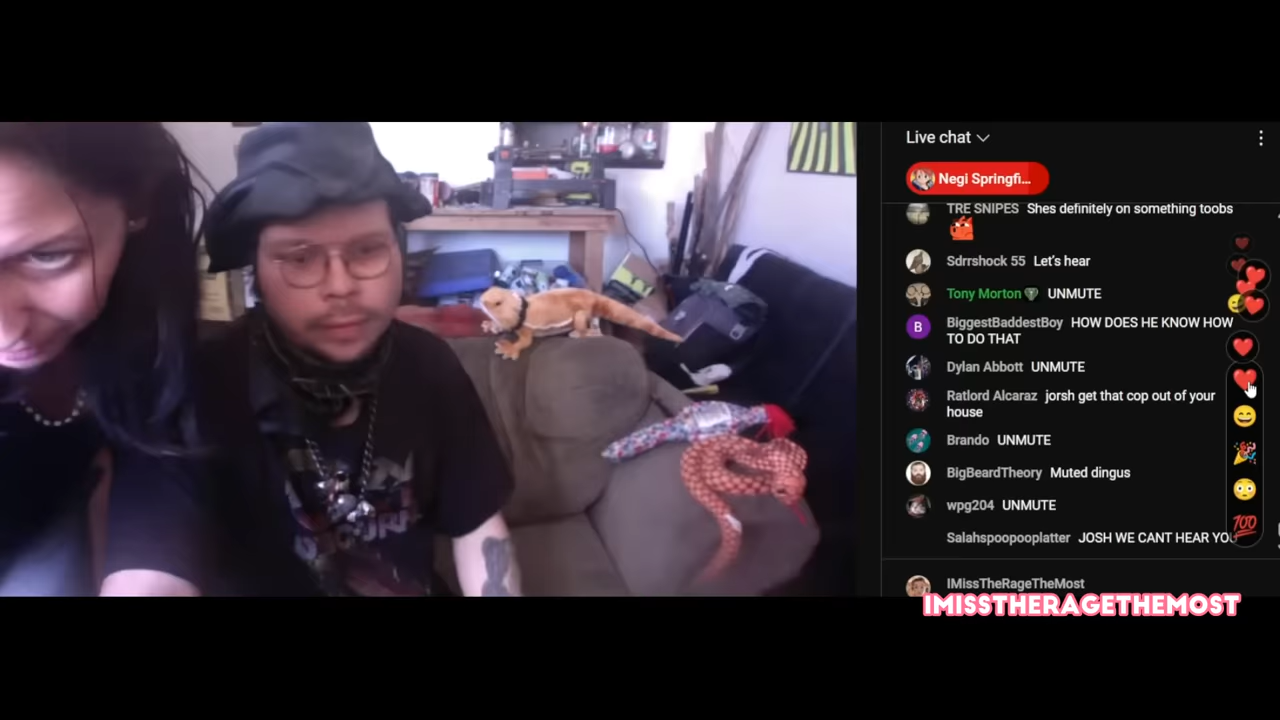 Live chat
Negi Springfi...
TRE SNIPES Shes definitely on something toobs
Sdrrshock 55 Let's hear
Tony Morton UNMUTE
B BiggestBaddestBoy HOW DOES HE KNOW HOW
TO DO THAT
Dylan Abbott UNMUTE
Ratlord Alcaraz jorsh get that cop out of your
house
Brando UNMUTE
BigBeardTheory Muted dingus
wpg204 UNMUTE
Salahspoopooplatter JOSH WE CANT HEAR YOU
100
IMissTheRageTheMost
IMISSTHERAGETHEMOST